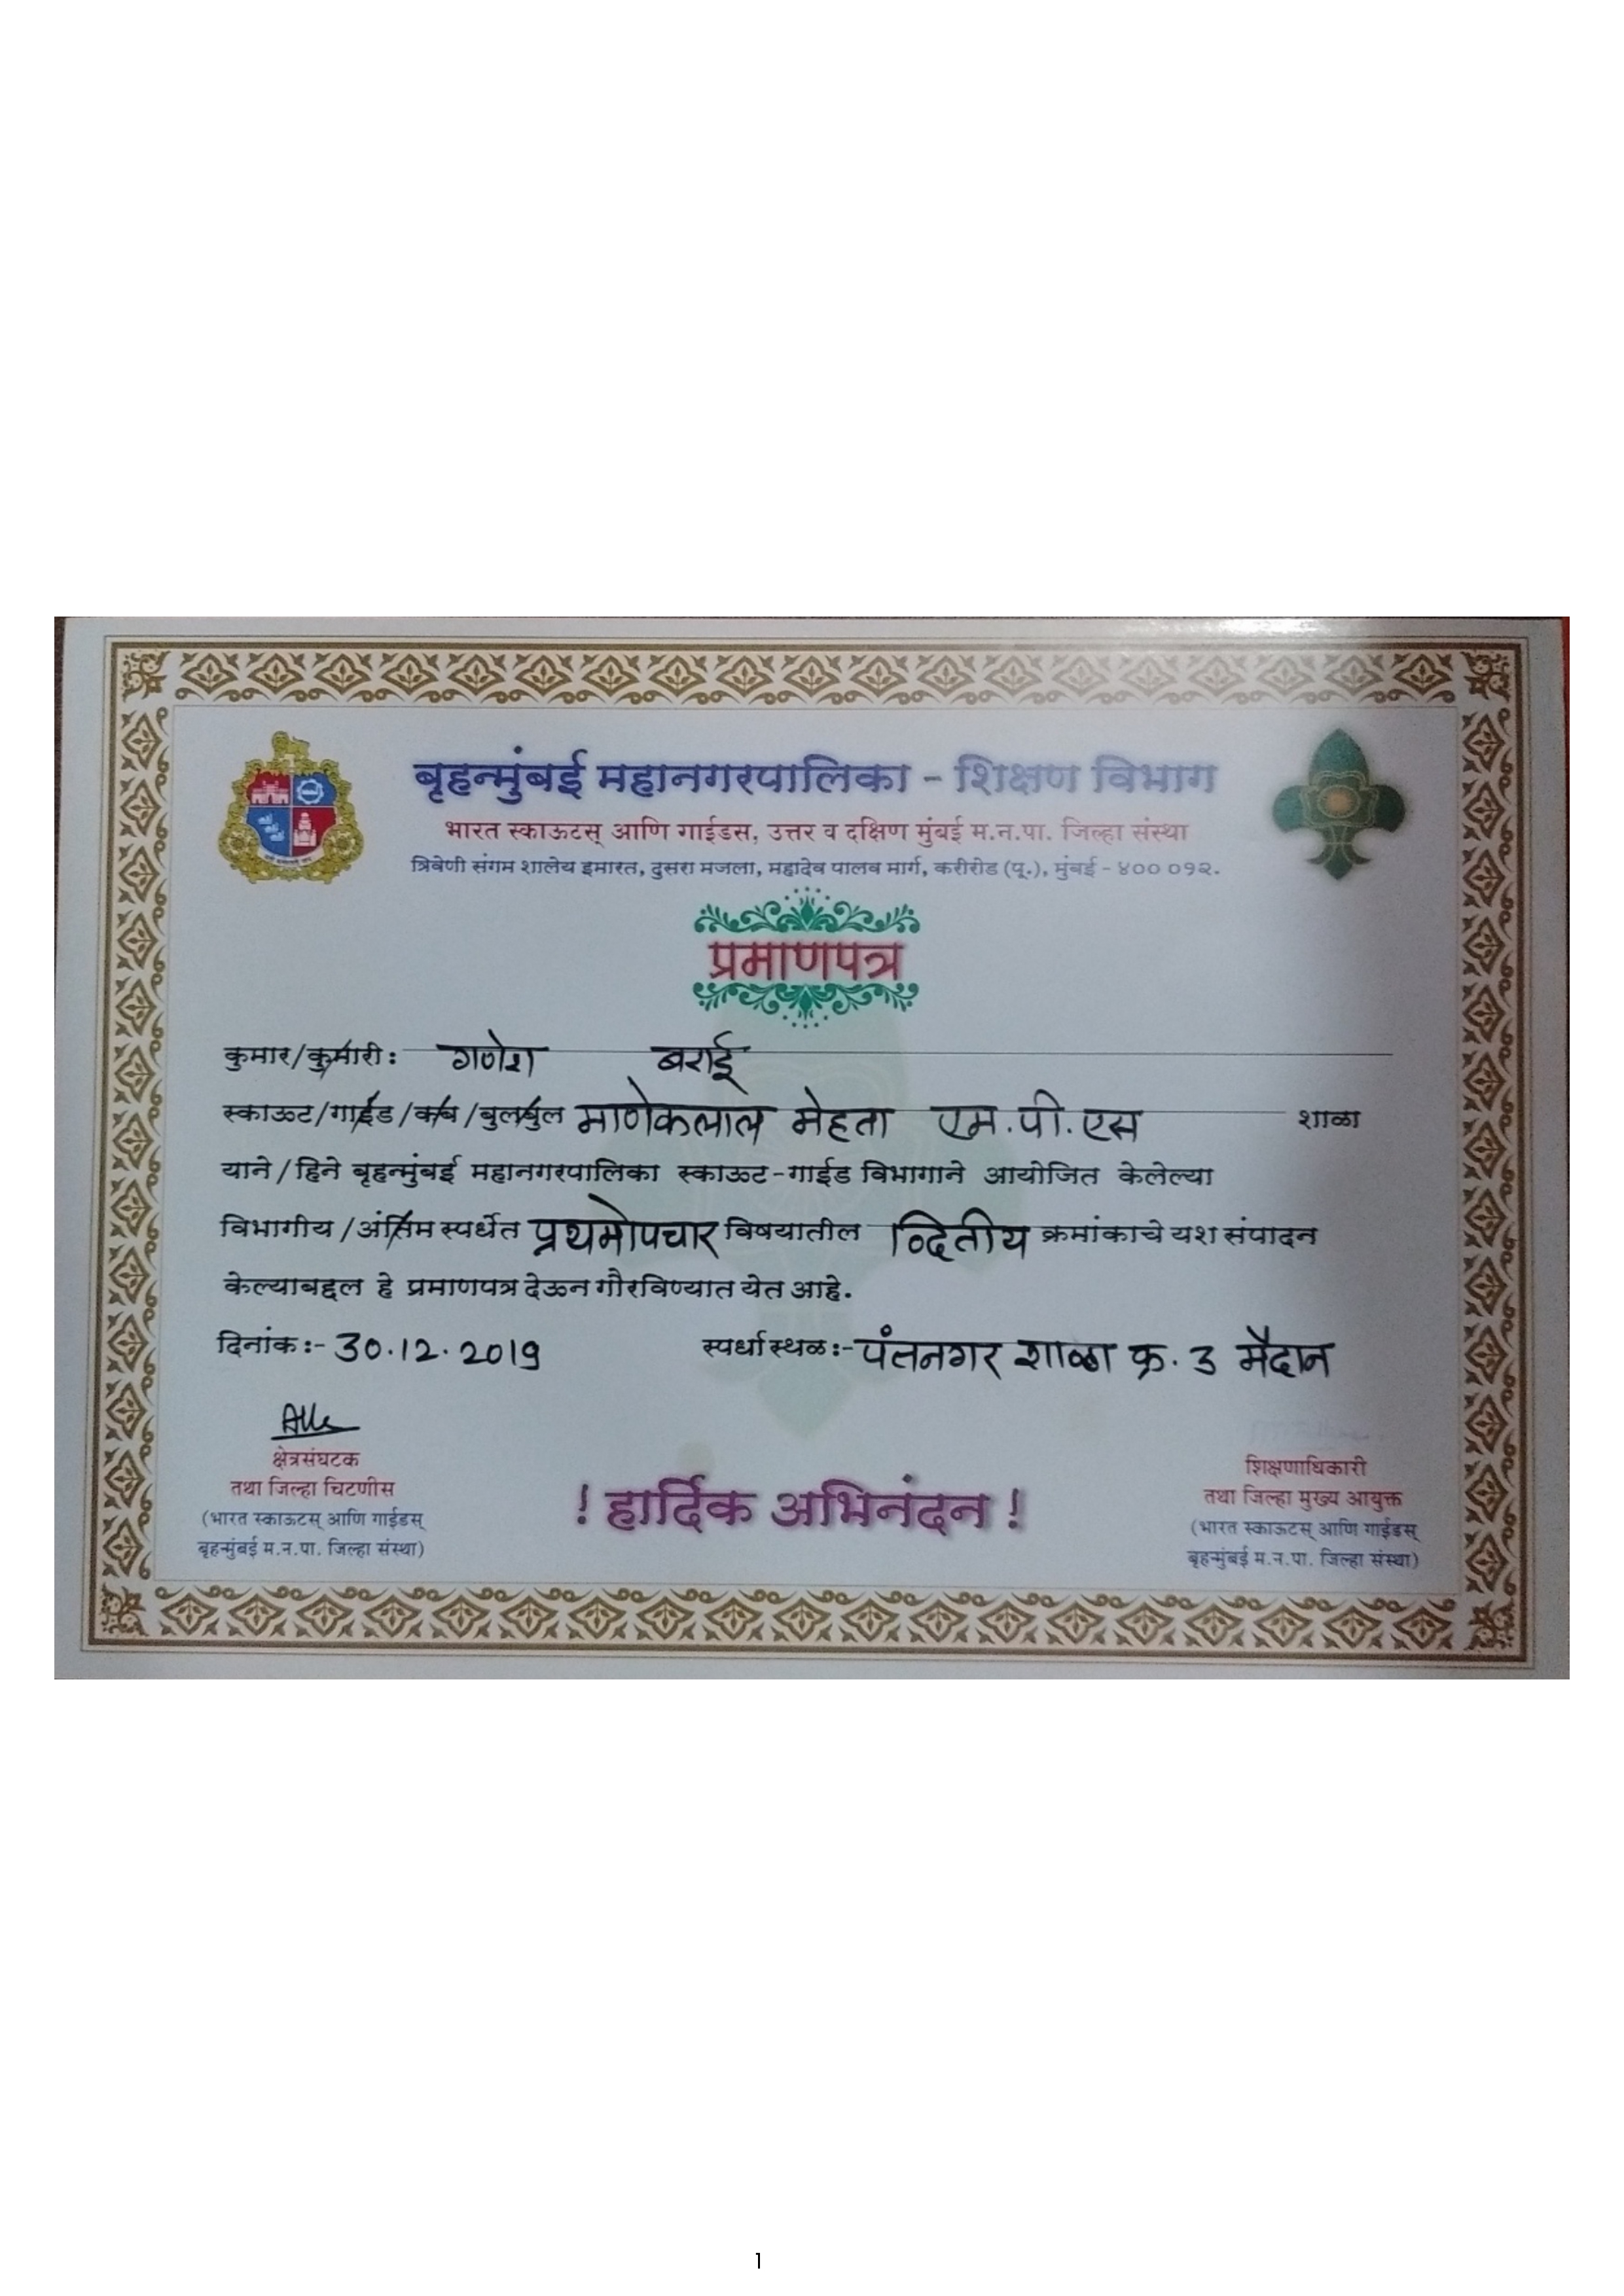 बृहन्मुंबई महानगरपालिका - शिक्षण विभाग
भारत स्काऊटस् आणि गाईडस, उत्तर व दक्षिण मुंबई म.न.पा. जिल्हा संस्था
त्रिवेणी संगम शालेय इमारत, दुसरा मजला, महादेव पालव मार्ग, करीरोड (पू.), मुंबई - ४०० ०१२.
प्रमाणपत्र
कुमार/कुमारी: गणेश बराई
स्काऊट/गाईड/कब/बुलबुल माणेकलाल मेहता एम.पी.एस शाळा
याने/हिने बृहन्मुंबई महानगरपालिका स्काऊट-गाईड विभागाने आयोजित केलेल्या
विभागीय/अंतिम स्पर्धेत प्रथमोपचार विषयातील व्दितीय क्रमांकाचे यश संपादन
केल्याबद्दल हे प्रमाणपत्र देऊन गौरविण्यात येत आहे.
दिनांक:- 30.12.2019 स्पर्धा स्थळ:- पंतनगर शाळा क्र. 3 मैदान
क्षेत्रसंघटक
तथा जिल्हा चिटणीस
(भारत स्काऊटस् आणि गाईडस्
बृहन्मुंबई म.न.पा. जिल्हा संस्था)
! हार्दिक अभिनंदन !
शिक्षणाधिकारी
तथा जिल्हा मुख्य आयुक्त
(भारत स्काऊटस् आणि गाईडस्
बृहन्मुंबई म.न.पा. जिल्हा संस्था)
1